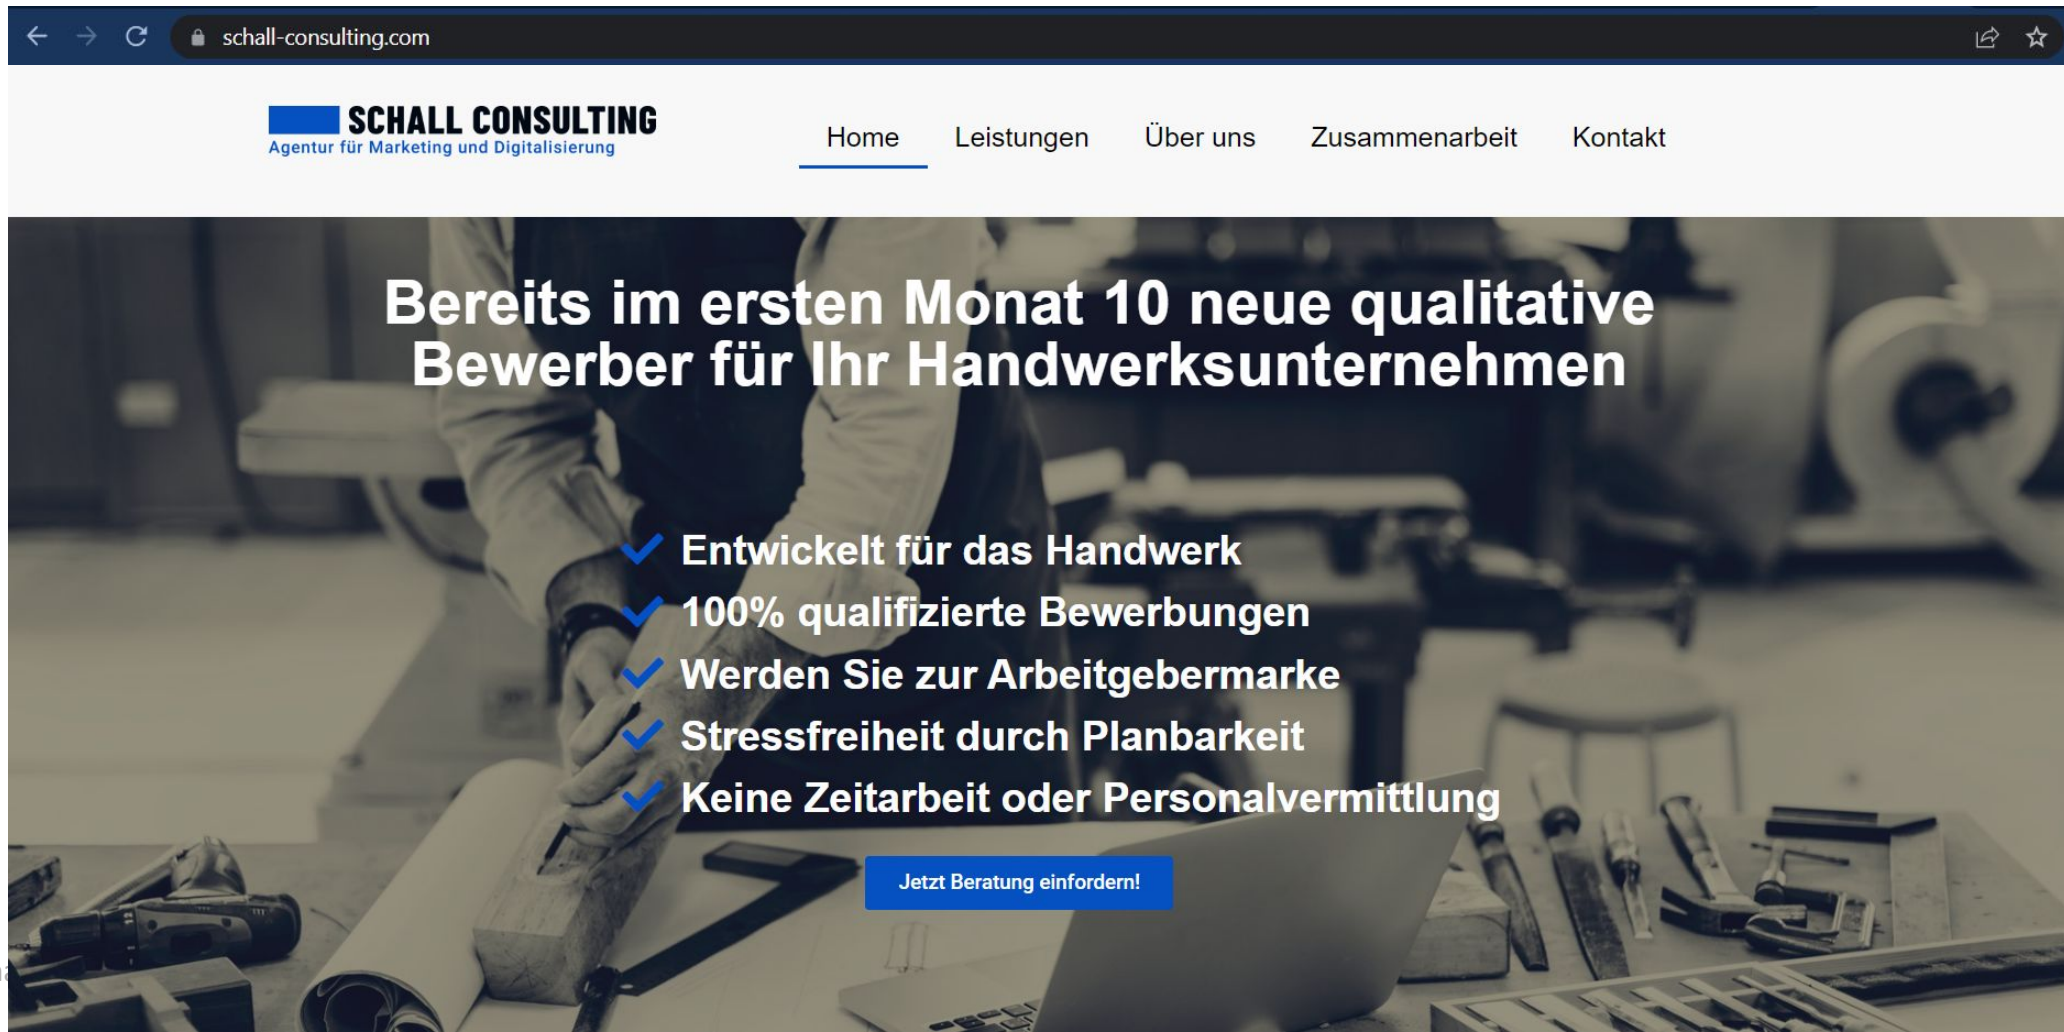 schall-consulting.com
SCHALL CONSULTING
Agentur für Marketing und Digitalisierung
Home Leistungen Über uns Zusammenarbeit Kontakt
Bereits im ersten Monat 10 neue qualitative
Bewerber für Ihr Handwerksunternehmen
Entwickelt für das Handwerk
100% qualifizierte Bewerbungen
Werden Sie zur Arbeitgebermarke
Stressfreiheit durch Planbarkeit
Keine Zeitarbeit oder Personalvermittlung
Jetzt Beratung einfordern!